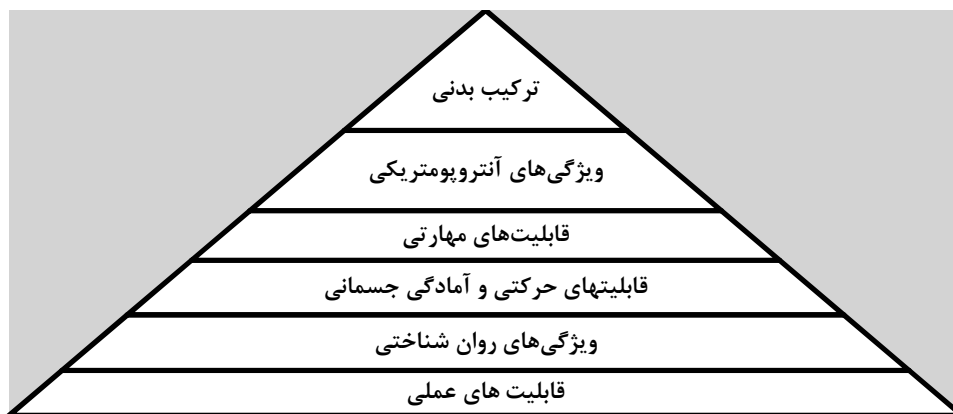 ترکیب بدنی
ویژگی‌های آنتروپومتریکی
قابلیت‌های مهارتی
قابلیتهای حرکتی و آمادگی جسمانی
ویژگی‌های روان شناختی
قابلیت های عملی